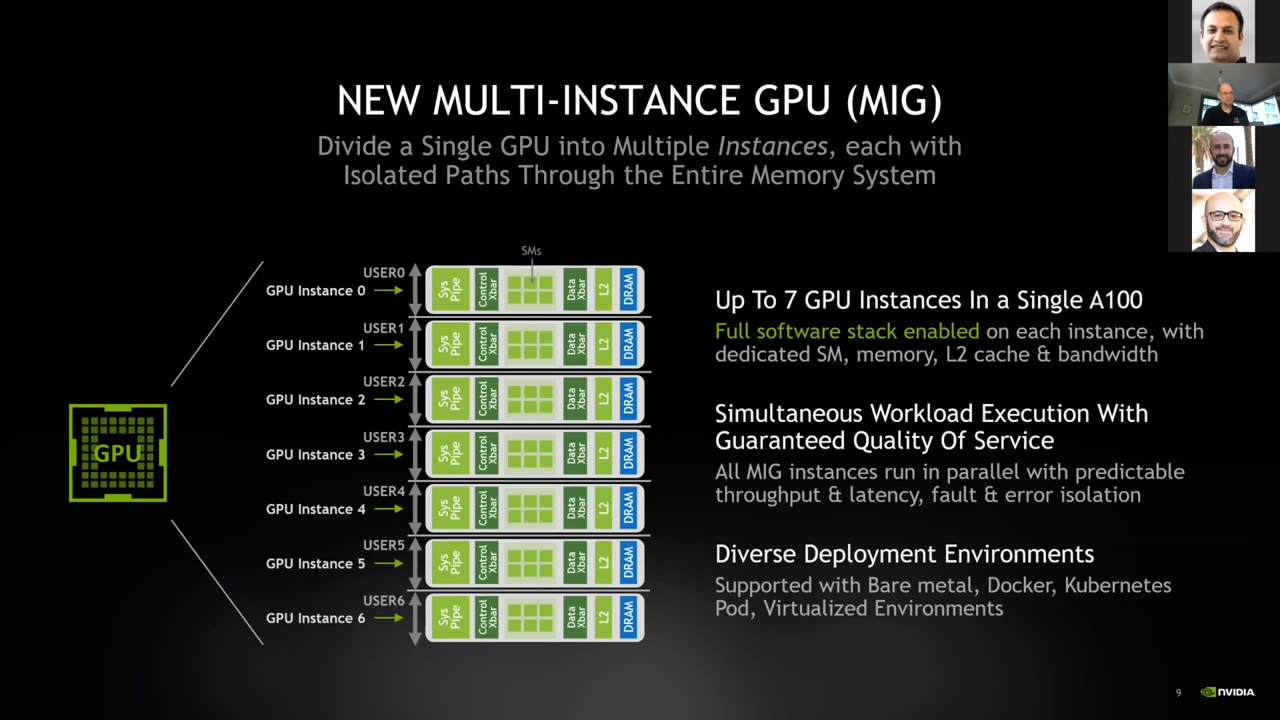 NEW MULTI-INSTANCE GPU (MIG)
Divide a Single GPU into Multiple Instances, each with
Isolated Paths Through the Entire Memory System
SMs
USER0
GPU Instance 0
Sys Pipe
Control Xbar
Data Xbar
L2
DRAM
USER1
GPU Instance 1
Sys Pipe
Control Xbar
Data Xbar
L2
DRAM
USER2
GPU Instance 2
Sys Pipe
Control Xbar
Data Xbar
L2
DRAM
USER3
GPU Instance 3
Sys Pipe
Control Xbar
Data Xbar
L2
DRAM
USER4
GPU Instance 4
Sys Pipe
Control Xbar
Data Xbar
L2
DRAM
USER5
GPU Instance 5
Sys Pipe
Control Xbar
Data Xbar
L2
DRAM
USER6
GPU Instance 6
Sys Pipe
Control Xbar
Data Xbar
L2
DRAM
GPU
Up To 7 GPU Instances In a Single A100
Full software stack enabled on each instance, with
dedicated SM, memory, L2 cache & bandwidth
Simultaneous Workload Execution With
Guaranteed Quality Of Service
All MIG instances run in parallel with predictable
throughput & latency, fault & error isolation
Diverse Deployment Environments
Supported with Bare metal, Docker, Kubernetes
Pod, Virtualized Environments
9
NVIDIA.